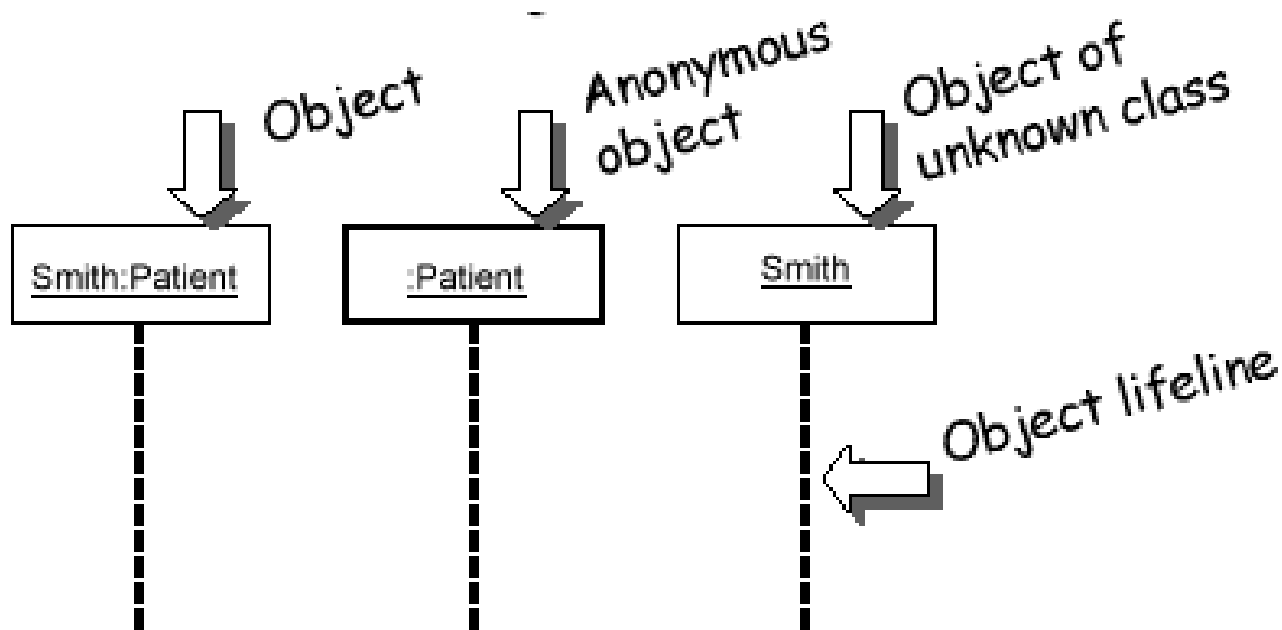 Object
Anonymous
object
Object of
unknown class
Smith:Patient
:Patient
Smith
Object lifeline